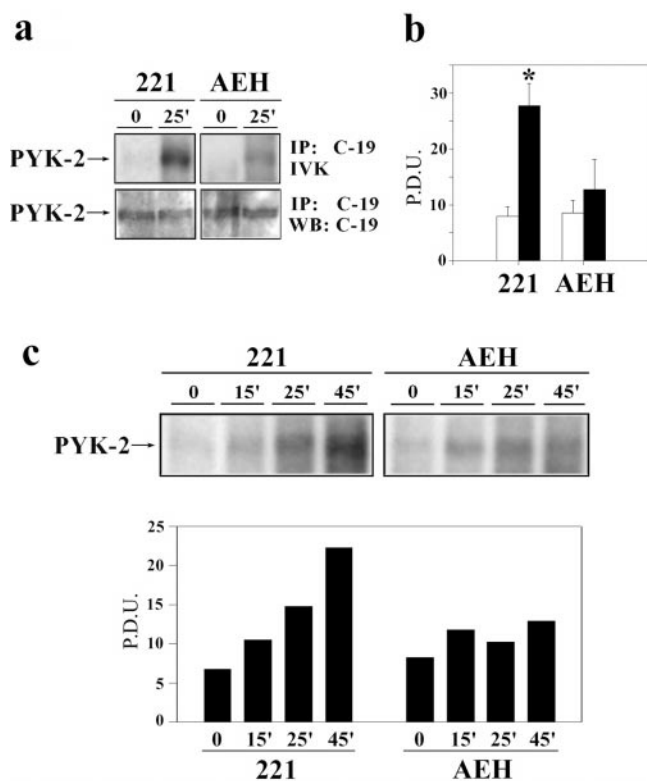 a
221 AEH
0 25' 0 25'
PYK-2 IP: C-19
IVK
PYK-2 IP: C-19
WB: C-19
b
*
30
20
10
0
P.D.U.
221 AEH
c
221 AEH
0 15' 25' 45' 0 15' 25' 45'
PYK-2
25
20
15
10
5
0
P.D.U.
0 15' 25' 45' 0 15' 25' 45'
221 AEH